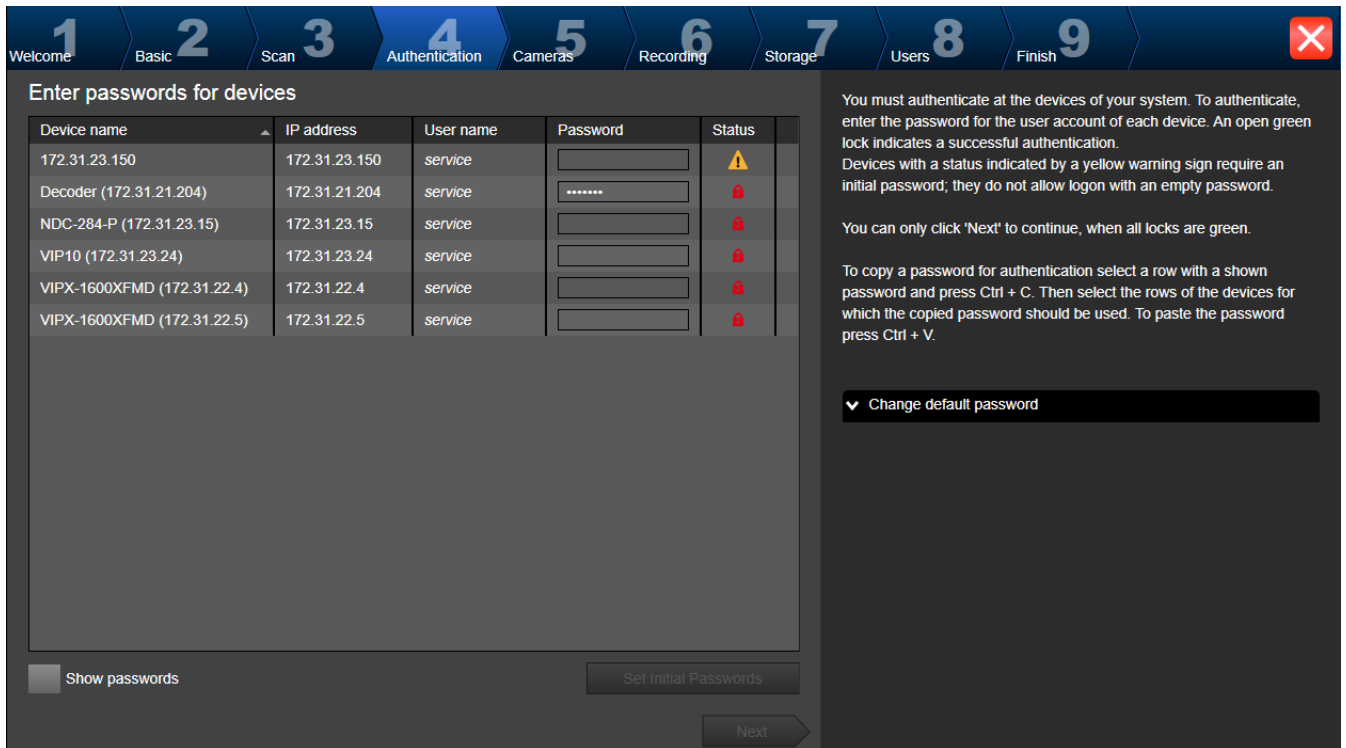 1 Welcome
2 Basic
3 Scan
4 Authentication
5 Cameras
6 Recording
7 Storage
8 Users
9 Finish
Enter passwords for devices
Device name IP address User name Password Status
172.31.23.150 172.31.23.150 service
Decoder (172.31.21.204) 172.31.21.204 service •••••••
NDC-284-P (172.31.23.15) 172.31.23.15 service
VIP10 (172.31.23.24) 172.31.23.24 service
VIPX-1600XFMD (172.31.22.4) 172.31.22.4 service
VIPX-1600XFMD (172.31.22.5) 172.31.22.5 service
Show passwords
Set Initial Passwords
Next
You must authenticate at the devices of your system. To authenticate,
enter the password for the user account of each device. An open green
lock indicates a successful authentication.
Devices with a status indicated by a yellow warning sign require an
initial password; they do not allow logon with an empty password.
You can only click 'Next' to continue, when all locks are green.
To copy a password for authentication select a row with a shown
password and press Ctrl + C. Then select the rows of the devices for
which the copied password should be used. To paste the password
press Ctrl + V.
Change default password